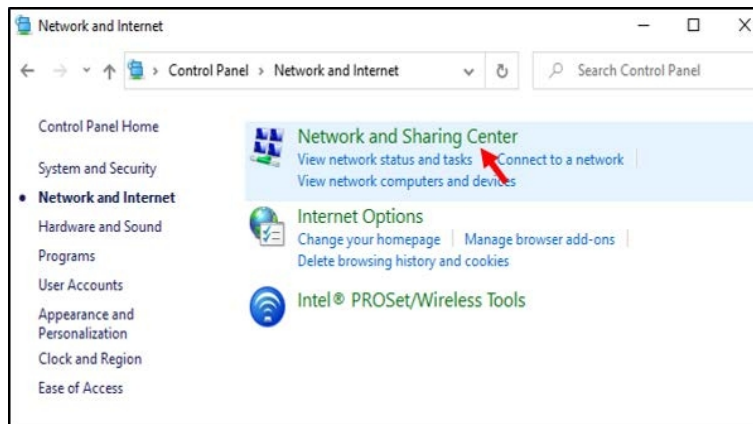 Network and Internet
Control Panel > Network and Internet
Search Control Panel
Control Panel Home
System and Security
Network and Internet
Hardware and Sound
Programs
User Accounts
Appearance and
Personalization
Clock and Region
Ease of Access
Network and Sharing Center
View network status and tasks
Connect to a network
View network computers and devices
Internet Options
Change your homepage
Manage browser add-ons
Delete browsing history and cookies
Intel® PROSet/Wireless Tools